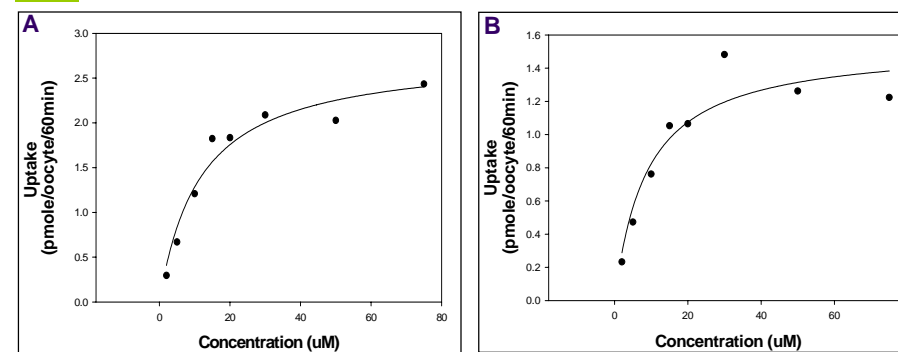 A
3.0
2.5
2.0
1.5
1.0
0.5
0.0
Uptake
(pmole/oocyte/60min)
0 20 40 60 80
Concentration (uM)
B
1.6
1.4
1.2
1.0
0.8
0.6
0.4
0.2
0.0
Uptake
(pmole/oocyte/60min)
0 20 40 60
Concentration (uM)